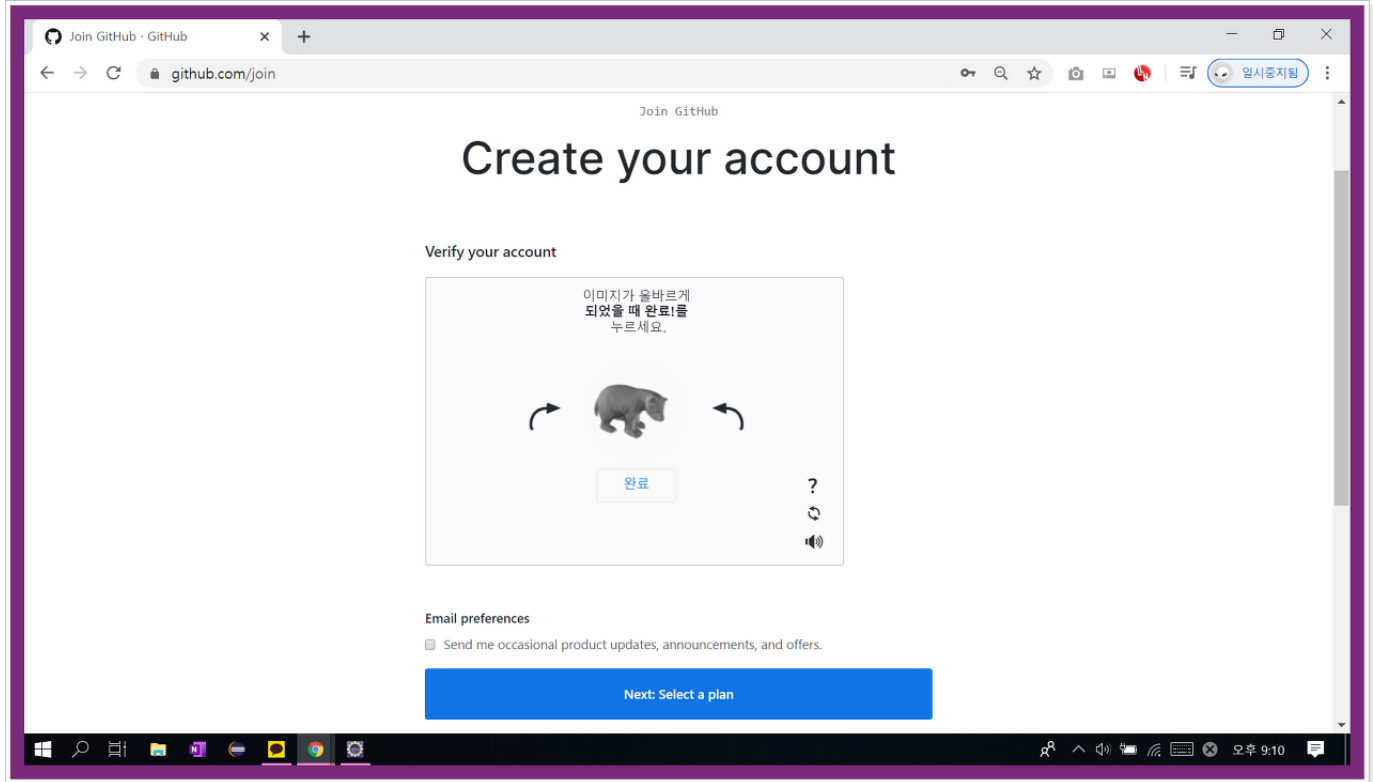 Join GitHub · GitHub
github.com/join
일시중지됨
Join GitHub
Create your account
Verify your account
이미지가 올바르게
되었을 때 완료!를
누르세요.
완료
?
Email preferences
Send me occasional product updates, announcements, and offers.
Next: Select a plan
오후 9:10